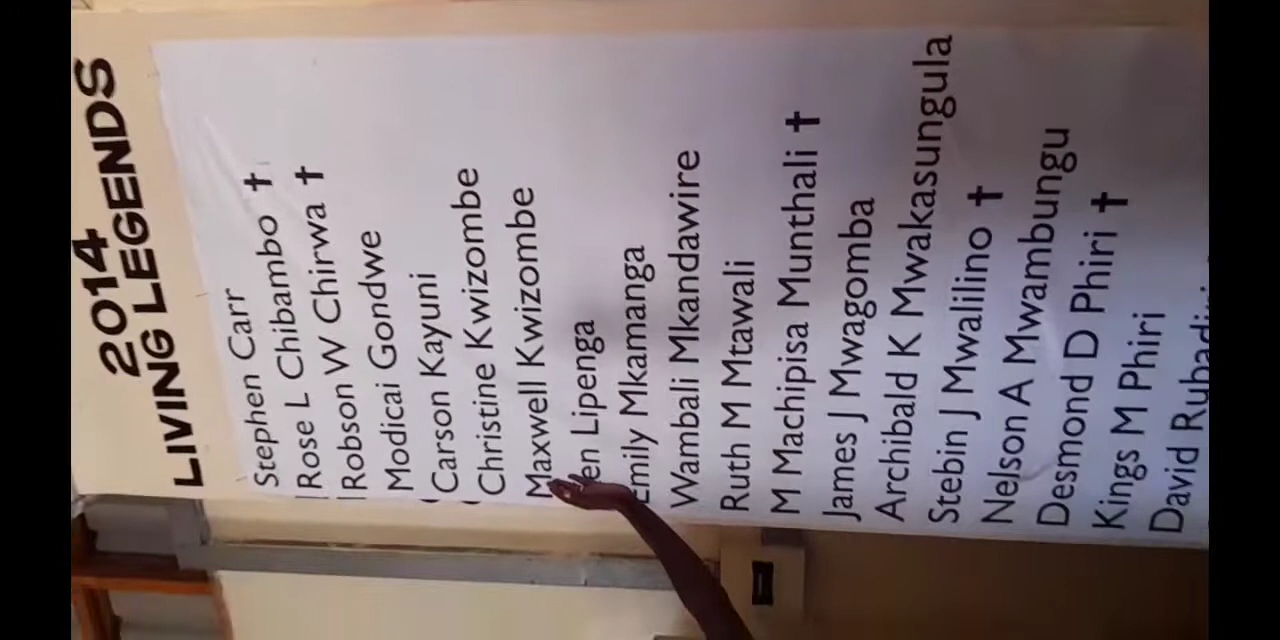 2014
LIVING LEGENDS
Stephen Carr
Rose L Chibambo †
Robson W Chirwa †
Modicai Gondwe
Carson Kayuni
Christine Kwizombe
Maxwell Kwizombe
Lipenga
Emily Mkamanga
Wambali Mkandawire
Ruth M Mtawali
M Machipisa Munthali †
James J Mwagomba
Archibald K Mwakasungula
Stebin J Mwalilino †
Nelson A Mwambungu
Desmond D Phiri †
Kings M Phiri
David